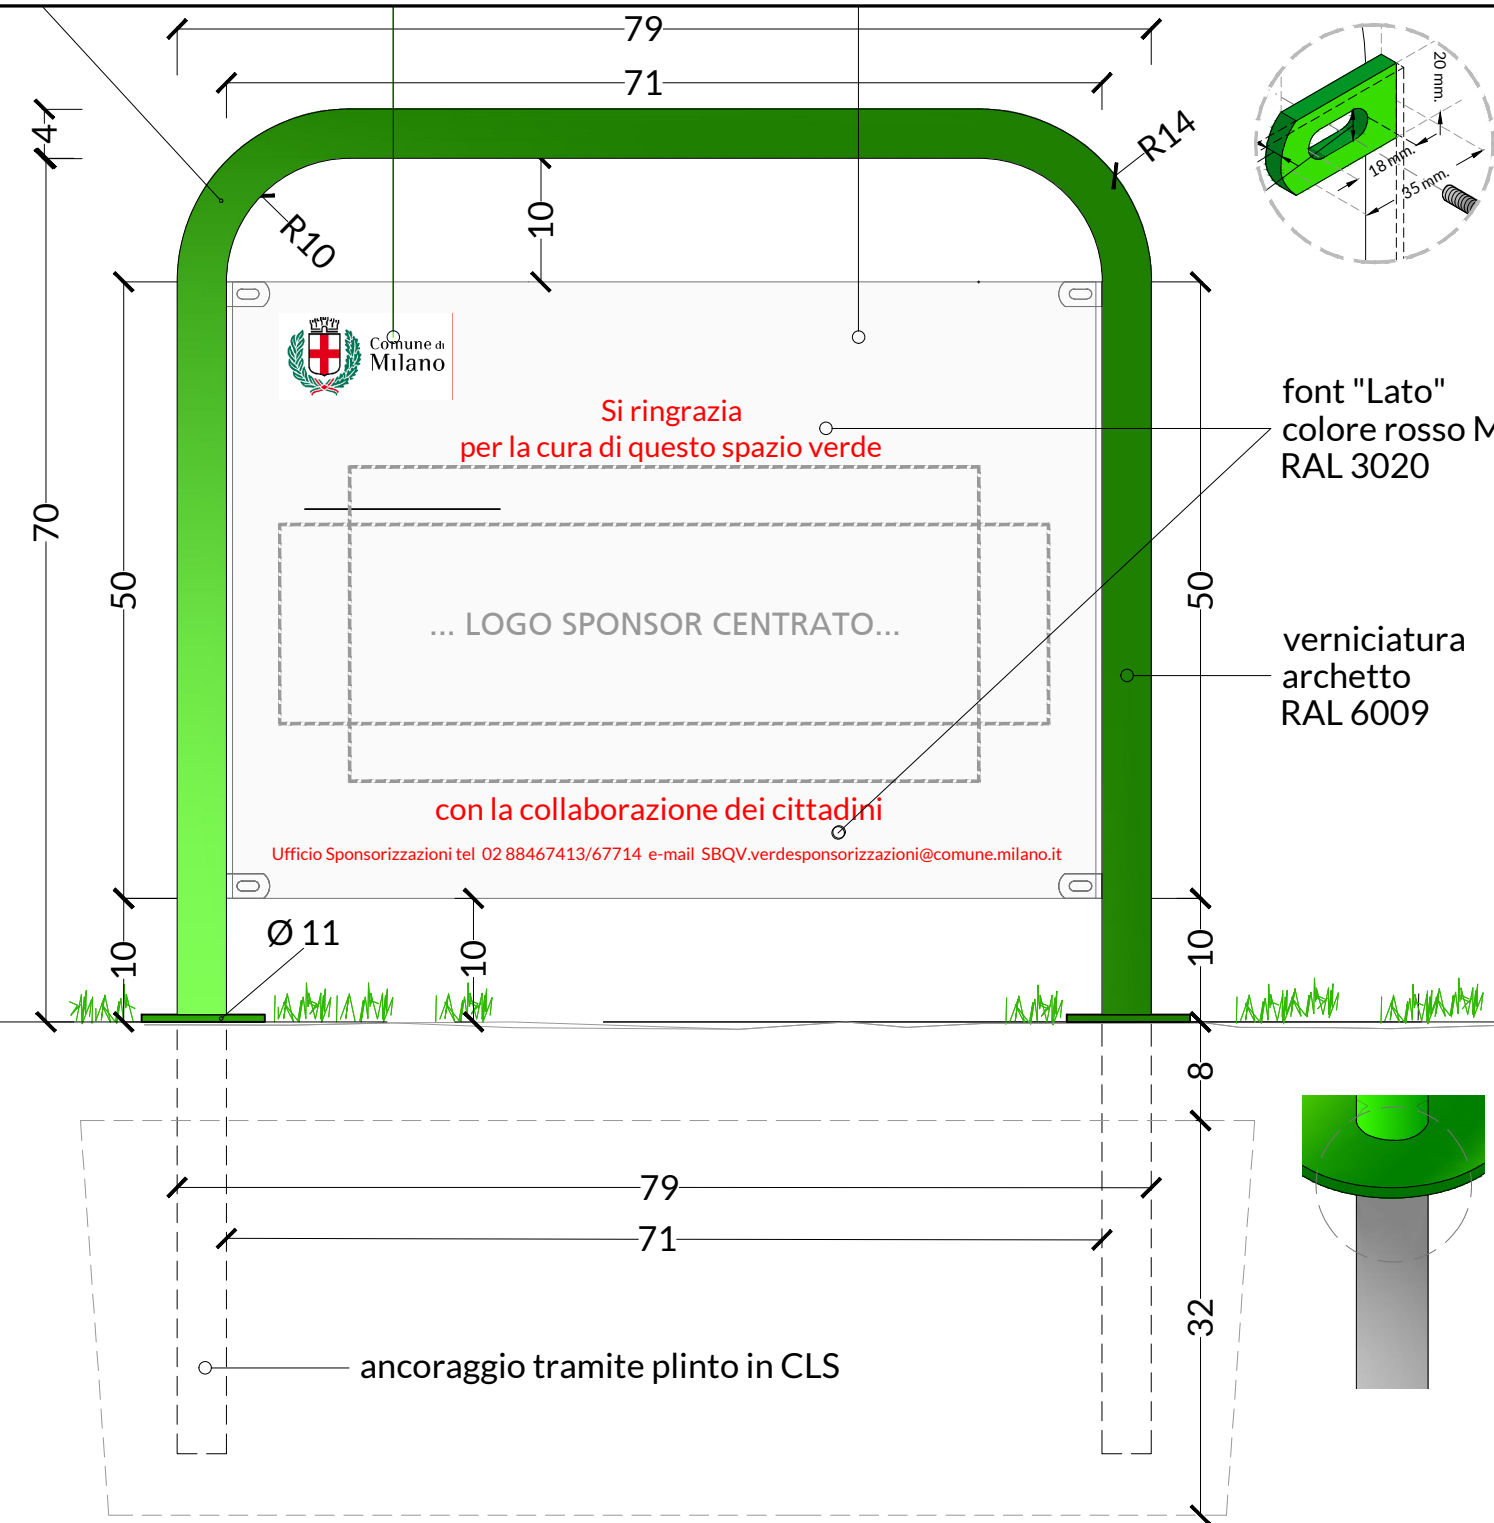 79
71
4
R14
R10
10
20 mm.
18 mm.
35 mm.
Comune di
Milano
Si ringrazia
per la cura di questo spazio verde
font "Lato"
colore rosso M
RAL 3020
70
50
50
... LOGO SPONSOR CENTRATO...
verniciatura
archetto
RAL 6009
con la collaborazione dei cittadini
Ufficio Sponsorizzazioni tel 02 88467413/67714 e-mail SBQV.verdesponsorizzazioni@comune.milano.it
Ø 11
10
10
10
8
79
71
32
ancoraggio tramite plinto in CLS